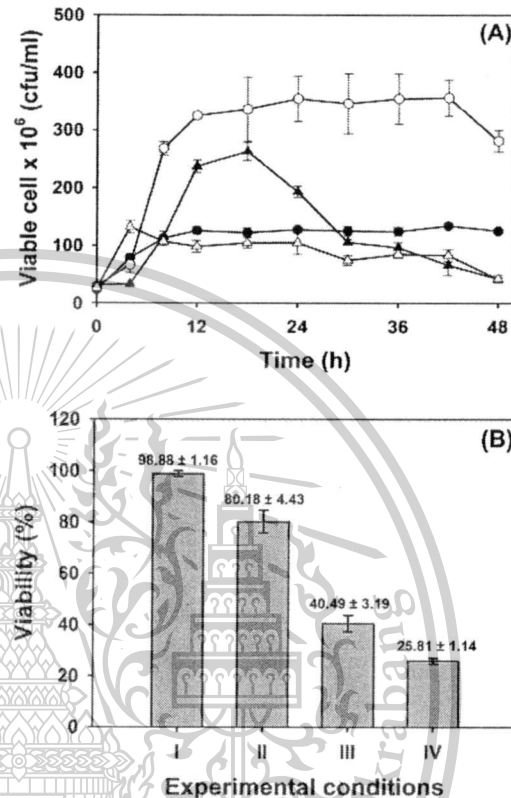 (A)
500
400
300
200
100
0
Viable cell x 10⁶ (cfu/ml)
0 12 24 36 48
Time (h)
(B)
120
100
80
60
40
20
0
Viability (%)
98.88 ± 1.16
80.18 ± 4.43
40.49 ± 3.19
25.81 ± 1.14
I II III IV
Experimental conditions